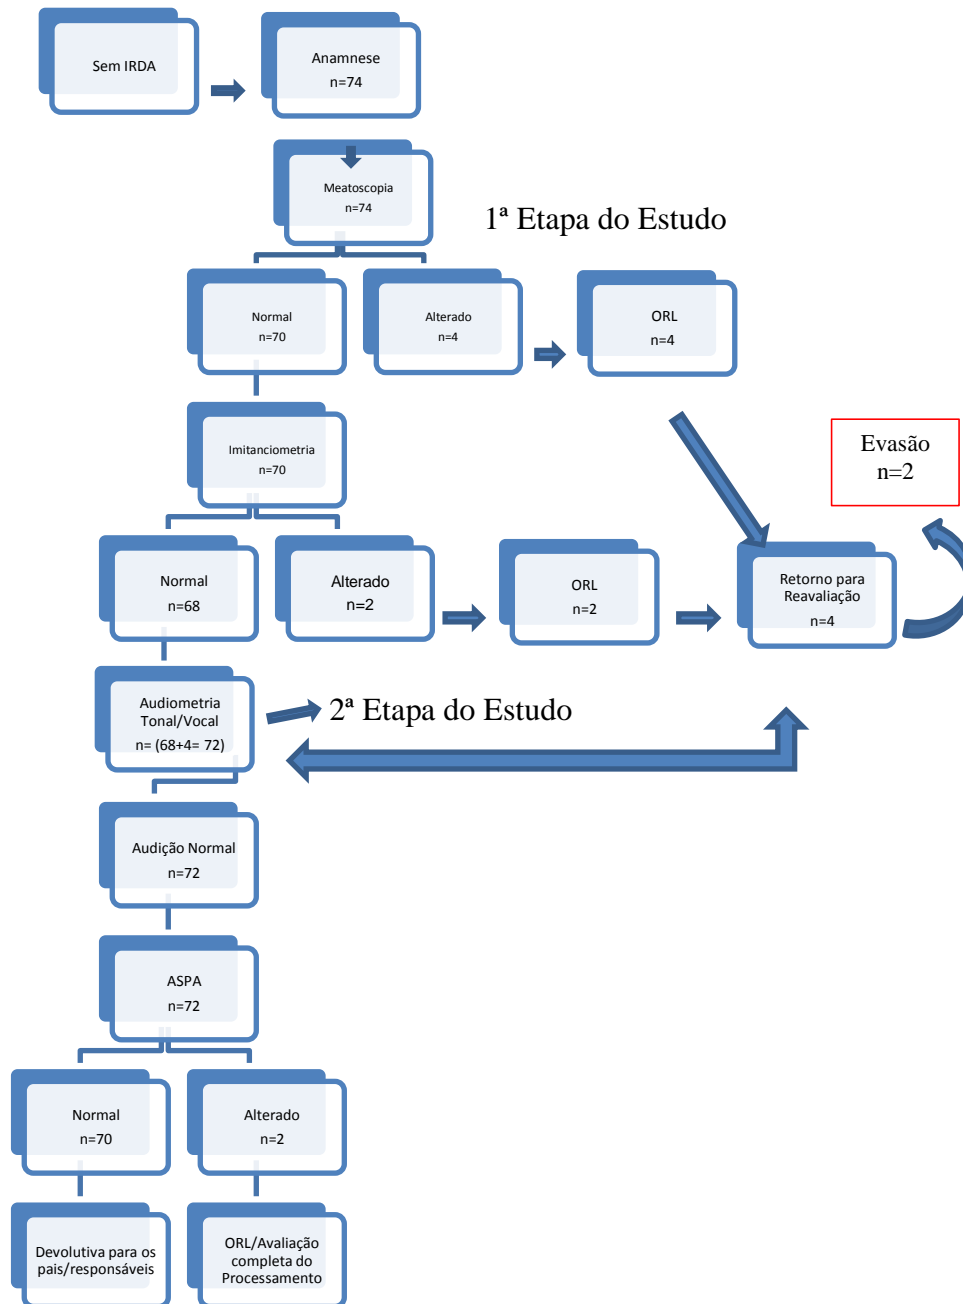 Sem IRDA
Anamnese
n=74
Meatoscopia
n=74
1ª Etapa do Estudo
Normal
n=70
Alterado
n=4
ORL
n=4
Imitanciometria
n=70
Evasão
n=2
Normal
n=68
Alterado
n=2
ORL
n=2
Retorno para
Reavaliação
n=4
Audiometria
Tonal/Vocal
n= (68+4= 72)
2ª Etapa do Estudo
Audição Normal
n=72
ASPA
n=72
Normal
n=70
Alterado
n=2
Devolutiva para os
pais/responsáveis
ORL/Avaliação
completa do
Processamento